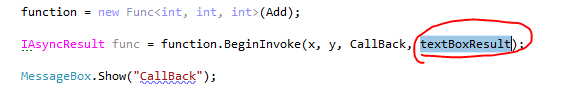 function = new Func<int, int, int>(Add);
IAsyncResult func = function.BeginInvoke(x, y, CallBack, textBoxResult);
MessageBox.Show("CallBack");